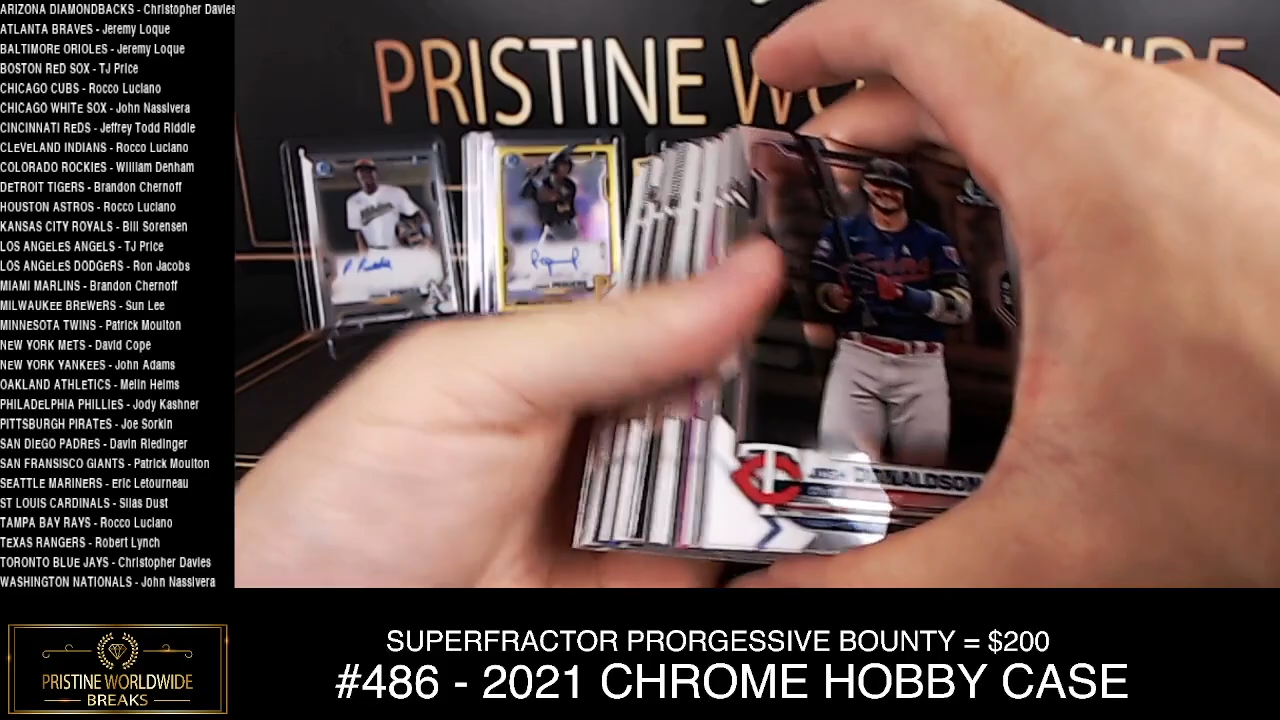 ARIZONA DIAMONDBACKS - Christopher Davies
ATLANTA BRAVES - Jeremy Loque
BALTIMORE ORIOLES - Jeremy Loque
BOSTON RED SOX - TJ Price
CHICAGO CUBS - Rocco Luciano
CHICAGO WHITE SOX - John Nassivera
CINCINNATI REDS - Jeffrey Todd Riddle
CLEVELAND INDIANS - Rocco Luciano
COLORADO ROCKIES - William Denham
DETROIT TIGERS - Brandon Chernoff
HOUSTON ASTROS - Rocco Luciano
KANSAS CITY ROYALS - Bill Sorensen
LOS ANGELES ANGELS - TJ Price
LOS ANGELES DODGERS - Ron Jacobs
MIAMI MARLINS - Brandon Chernoff
MILWAUKEE BREWERS - Sun Lee
MINNESOTA TWINS - Patrick Moulton
NEW YORK METS - David Cope
NEW YORK YANKEES - John Adams
OAKLAND ATHLETICS - Melin Helms
PHILADELPHIA PHILLIES - Jody Kashner
PITTSBURGH PIRATES - Joe Sorkin
SAN DIEGO PADRES - Davin Riedinger
SAN FRANSISCO GIANTS - Patrick Moulton
SEATTLE MARINERS - Eric Letourneau
ST LOUIS CARDINALS - Silas Dust
TAMPA BAY RAYS - Rocco Luciano
TEXAS RANGERS - Robert Lynch
TORONTO BLUE JAYS - Christopher Davies
WASHINGTON NATIONALS - John Nassivera
PRISTINE
JOSH DONALDSON
PRISTINE WORLDWIDE
BREAKS
SUPERFRACTOR PRORGESSIVE BOUNTY = $200
#486 - 2021 CHROME HOBBY CASE